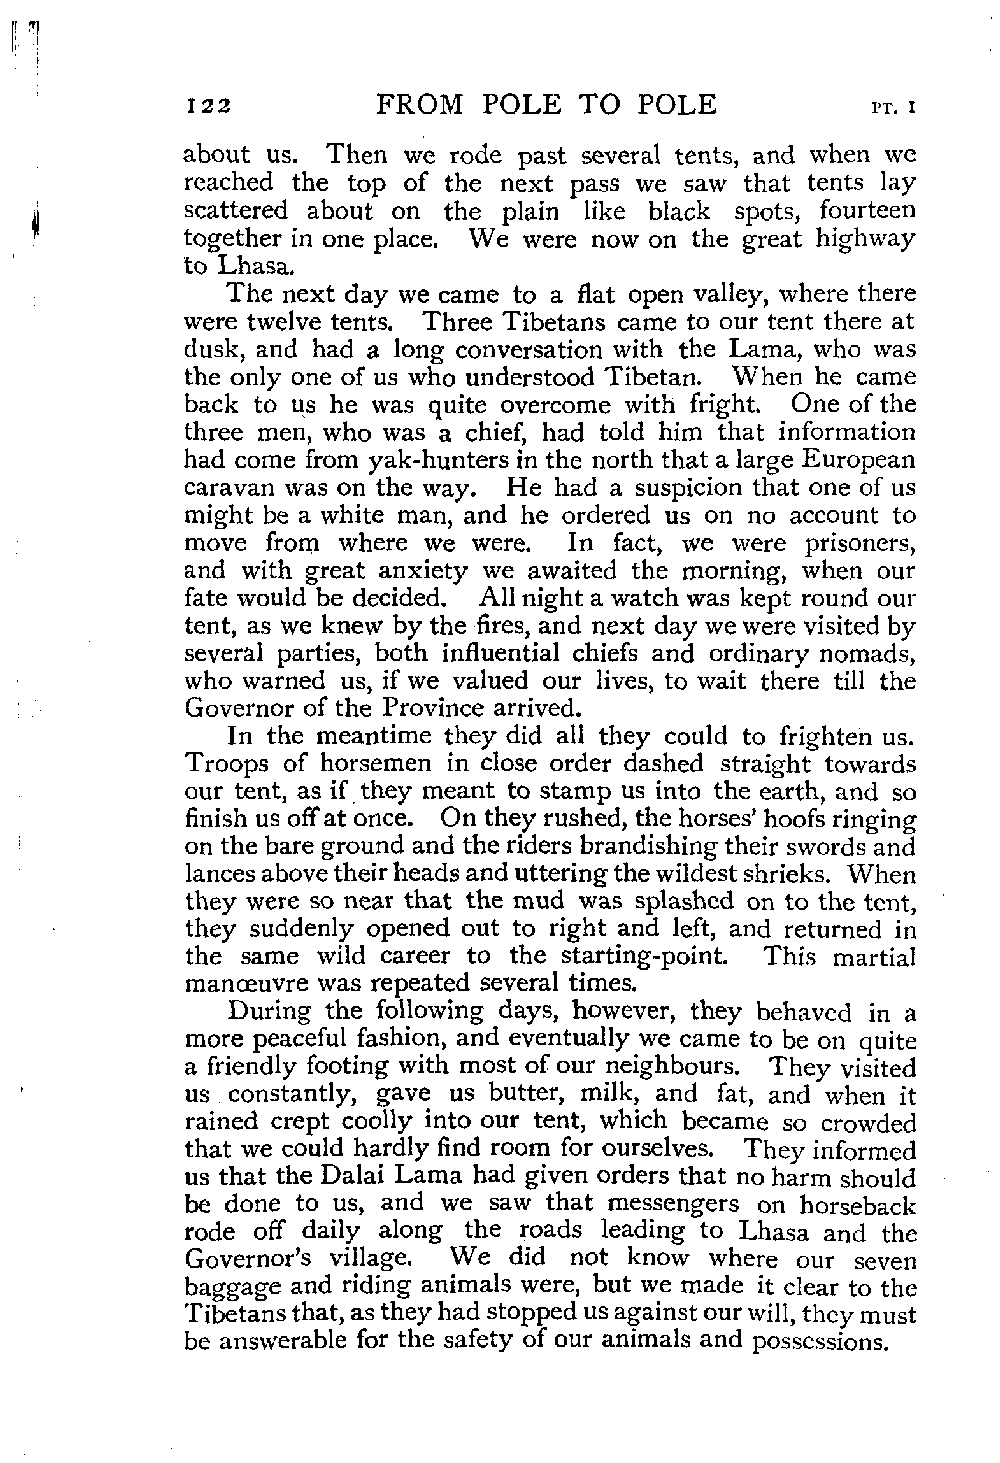 122 FROM POLE TO POLE PT. I
about us. Then we rode past several tents, and when we
reached the top of the next pass we saw that tents lay
scattered about on the plain like black spots, fourteen
together in one place. We were now on the great highway
to Lhasa.
The next day we came to a flat open valley, where there
were twelve tents. Three Tibetans came to our tent there at
dusk, and had a long conversation with the Lama, who was
the only one of us who understood Tibetan. When he came
back to us he was quite overcome with fright. One of the
three men, who was a chief, had told him that information
had come from yak-hunters in the north that a large European
caravan was on the way. He had a suspicion that one of us
might be a white man, and he ordered us on no account to
move from where we were. In fact, we were prisoners,
and with great anxiety we awaited the morning, when our
fate would be decided. All night a watch was kept round our
tent, as we knew by the fires, and next day we were visited by
several parties, both influential chiefs and ordinary nomads,
who warned us, if we valued our lives, to wait there till the
Governor of the Province arrived.
In the meantime they did all they could to frighten us.
Troops of horsemen in close order dashed straight towards
our tent, as if they meant to stamp us into the earth, and so
finish us off at once. On they rushed, the horses' hoofs ringing
on the bare ground and the riders brandishing their swords and
lances above their heads and uttering the wildest shrieks. When
they were so near that the mud was splashed on to the tent,
they suddenly opened out to right and left, and returned in
the same wild career to the starting-point. This martial
manœuvre was repeated several times.
During the following days, however, they behaved in a
more peaceful fashion, and eventually we came to be on quite
a friendly footing with most of our neighbours. They visited
us constantly, gave us butter, milk, and fat, and when it
rained crept coolly into our tent, which became so crowded
that we could hardly find room for ourselves. They informed
us that the Dalai Lama had given orders that no harm should
be done to us, and we saw that messengers on horseback
rode off daily along the roads leading to Lhasa and the
Governor's village. We did not know where our seven
baggage and riding animals were, but we made it clear to the
Tibetans that, as they had stopped us against our will, they must
be answerable for the safety of our animals and possessions.